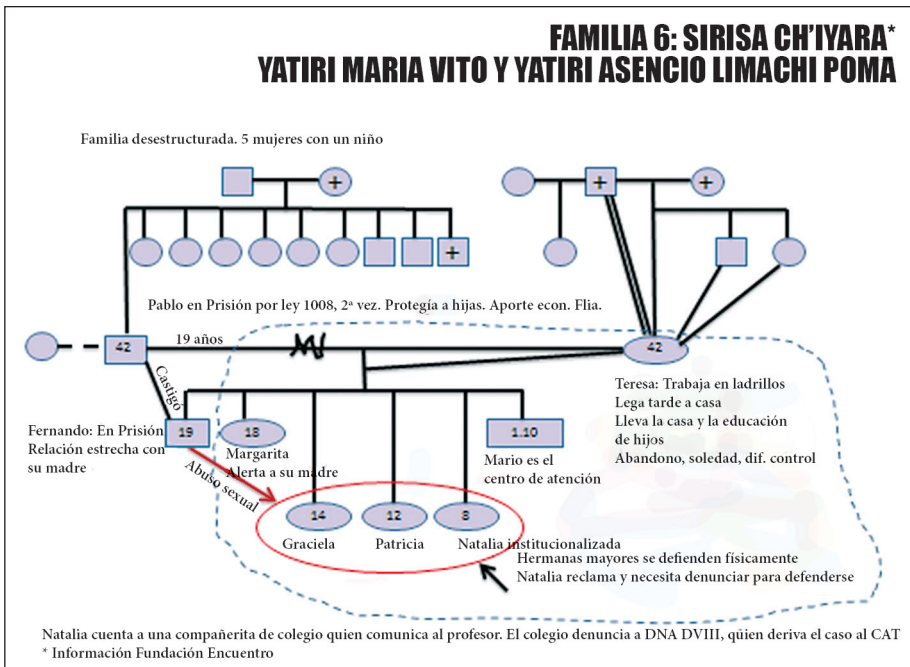 FAMILIA 6: SIRISA CH'IYARA*
YATIRI MARIA VITO Y YATIRI ASENCIO LIMACHI POMA
Familia desestructurada. 5 mujeres con un niño
+
+
+
+
Pablo en Prisión por ley 1008, 2ª vez. Protegía a hijas. Aporte econ. Flia.
42
19 años
42
Castigó
Teresa: Trabaja en ladrillos
Lega tarde a casa
Lleva la casa y la educación
de hijos
Abandono, soledad, dif. control
Fernando: En Prisión
Relación estrecha con
su madre
19
18
Margarita
Alerta a su madre
1.10
Mario es el
centro de atención
Abuso sexual
14
12
8
Graciela
Patricia
Natalia institucionalizada
Hermanas mayores se defienden físicamente
Natalia reclama y necesita denunciar para defenderse
Natalia cuenta a una compañerita de colegio quien comunica al profesor. El colegio denuncia a DNA DVIII, qüien deriva el caso al CAT
* Información Fundación Encuentro